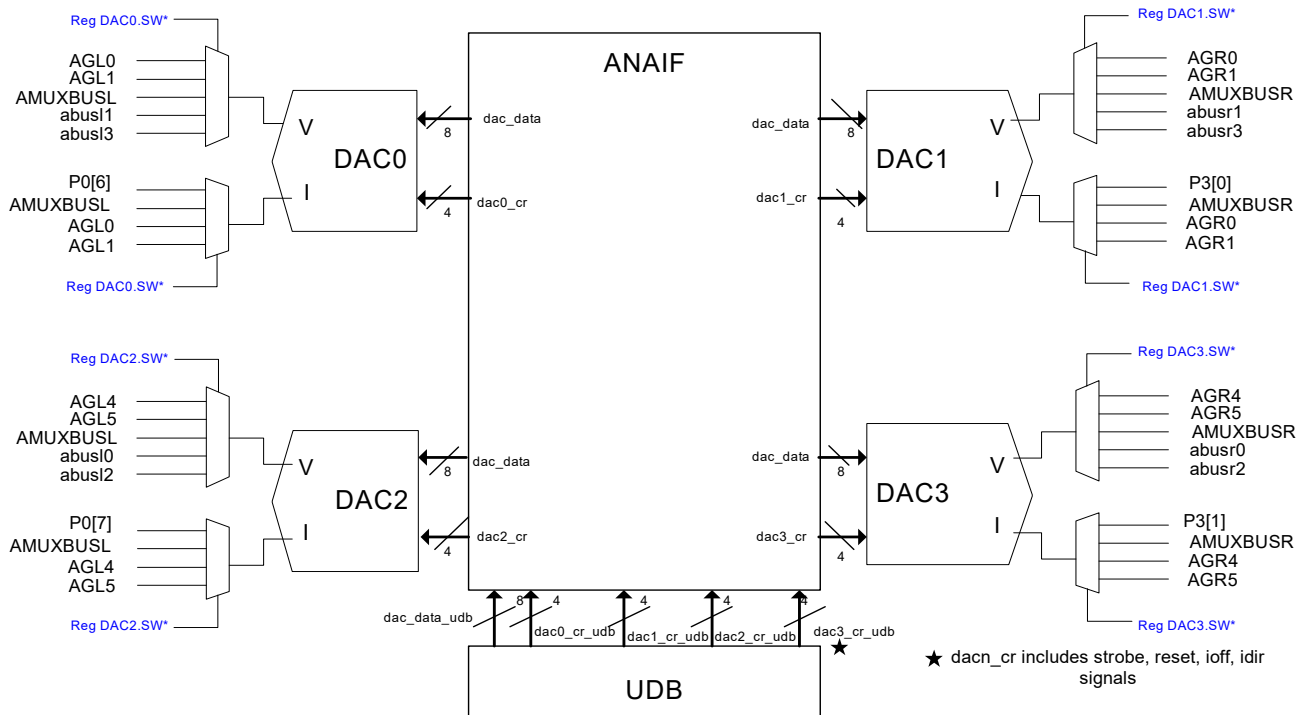 Reg DAC0.SW*
AGL0
AGL1
AMUXBUSL
abusl1
abusl3
P0[6]
AMUXBUSL
AGL0
AGL1
Reg DAC0.SW*
V
I
DAC0
dac_data
8
dac0_cr
4
ANAIF
dac_data
8
dac1_cr
4
DAC1
V
I
Reg DAC1.SW*
AGR0
AGR1
AMUXBUSR
abusr1
abusr3
P3[0]
AMUXBUSR
AGR0
AGR1
Reg DAC1.SW*
Reg DAC2.SW*
AGL4
AGL5
AMUXBUSL
abusl0
abusl2
P0[7]
AMUXBUSL
AGL4
AGL5
Reg DAC2.SW*
V
I
DAC2
dac_data
8
dac2_cr
4
dac_data
8
dac3_cr
4
DAC3
V
I
Reg DAC3.SW*
AGR4
AGR5
AMUXBUSR
abusr0
abusr2
P3[1]
AMUXBUSR
AGR4
AGR5
Reg DAC3.SW*
8 4 4 4 4
dac_data_udb
dac0_cr_udb
dac1_cr_udb
dac2_cr_udb
dac3_cr_udb
UDB
★ dacn_cr includes strobe, reset, ioff, idir
signals